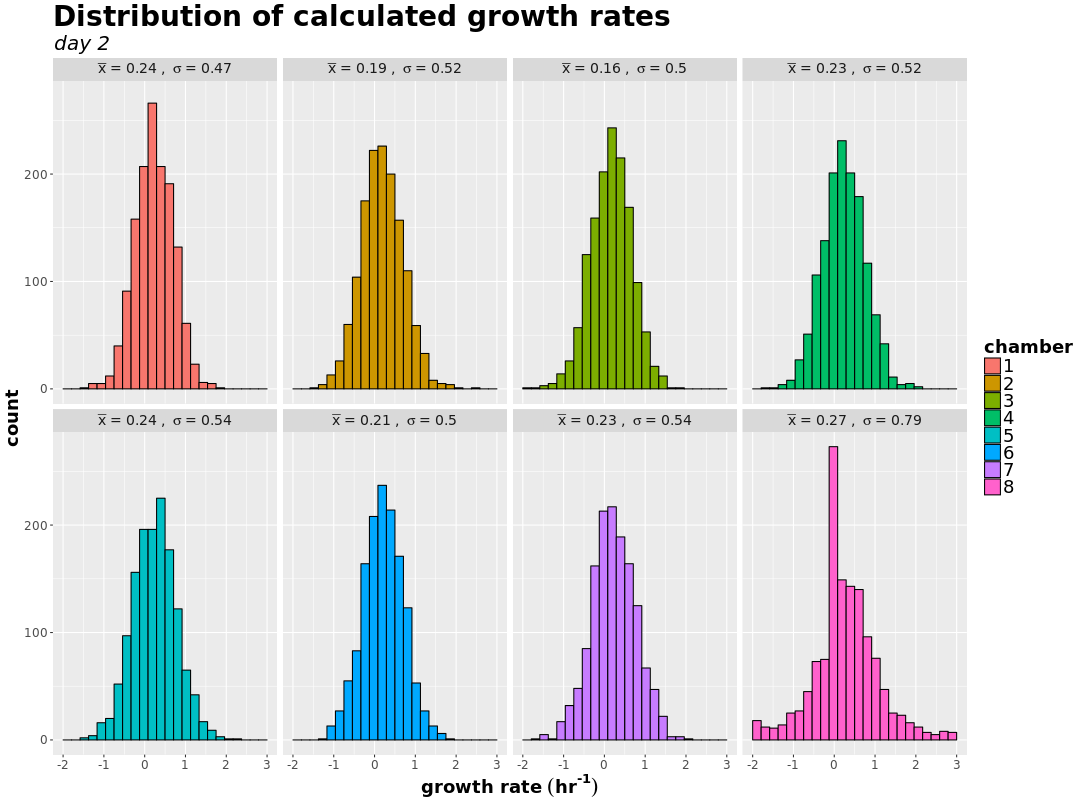 Distribution of calculated growth rates
day 2
x̅ = 0.24 , σ = 0.47
x̅ = 0.19 , σ = 0.52
x̅ = 0.16 , σ = 0.5
x̅ = 0.23 , σ = 0.52
200
100
0
x̅ = 0.24 , σ = 0.54
x̅ = 0.21 , σ = 0.5
x̅ = 0.23 , σ = 0.54
x̅ = 0.27 , σ = 0.79
200
100
0
-2 -1 0 1 2 3
-2 -1 0 1 2 3
-2 -1 0 1 2 3
-2 -1 0 1 2 3
growth rate (hr⁻¹)
count
chamber
1
2
3
4
5
6
7
8